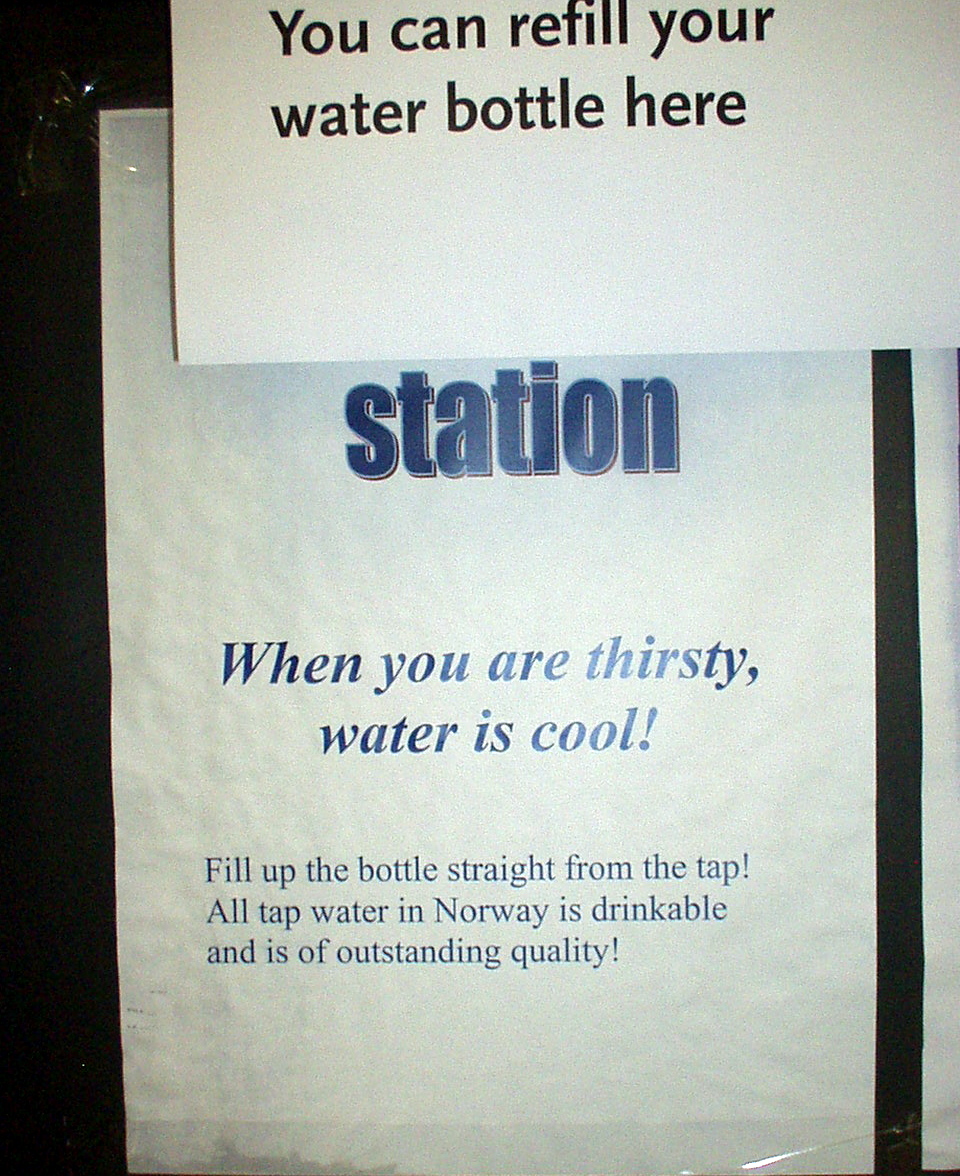 You can refill your
water bottle here
station
When you are thirsty,
water is cool!
Fill up the bottle straight from the tap!
All tap water in Norway is drinkable
and is of outstanding quality!